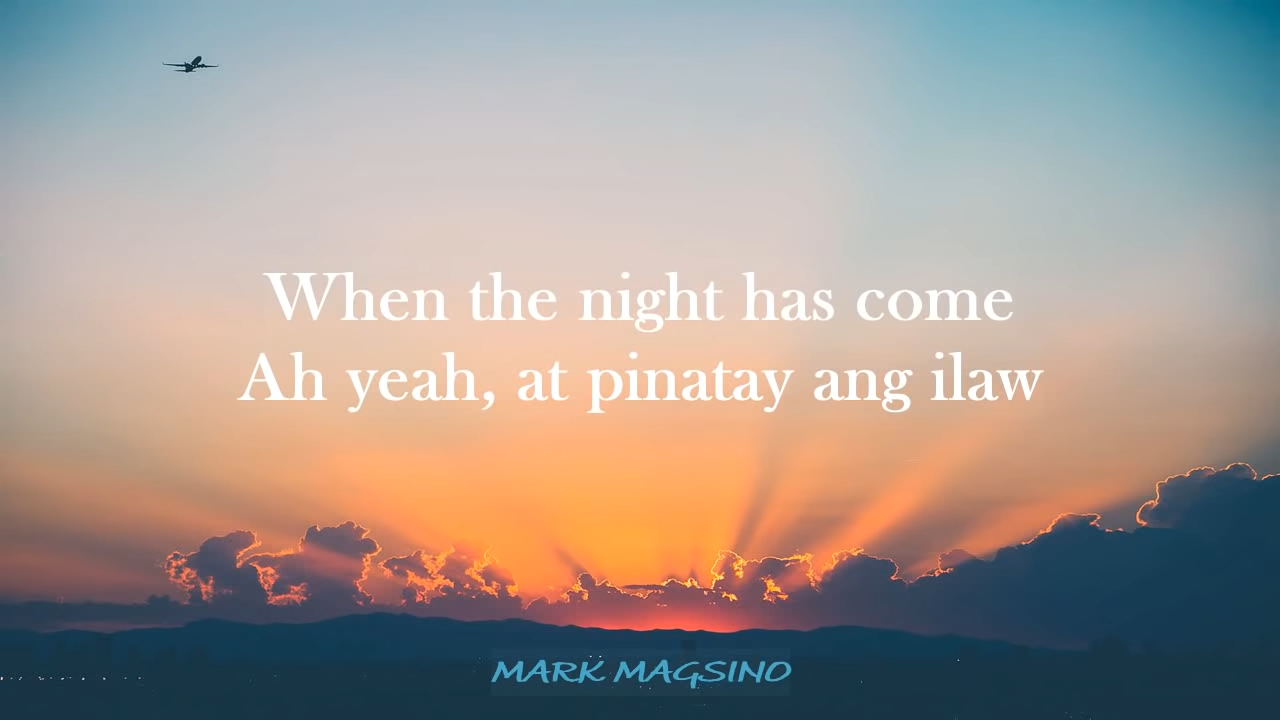 When the night has come
Ah yeah, at pinatay ang ilaw
MARK MAGSINO